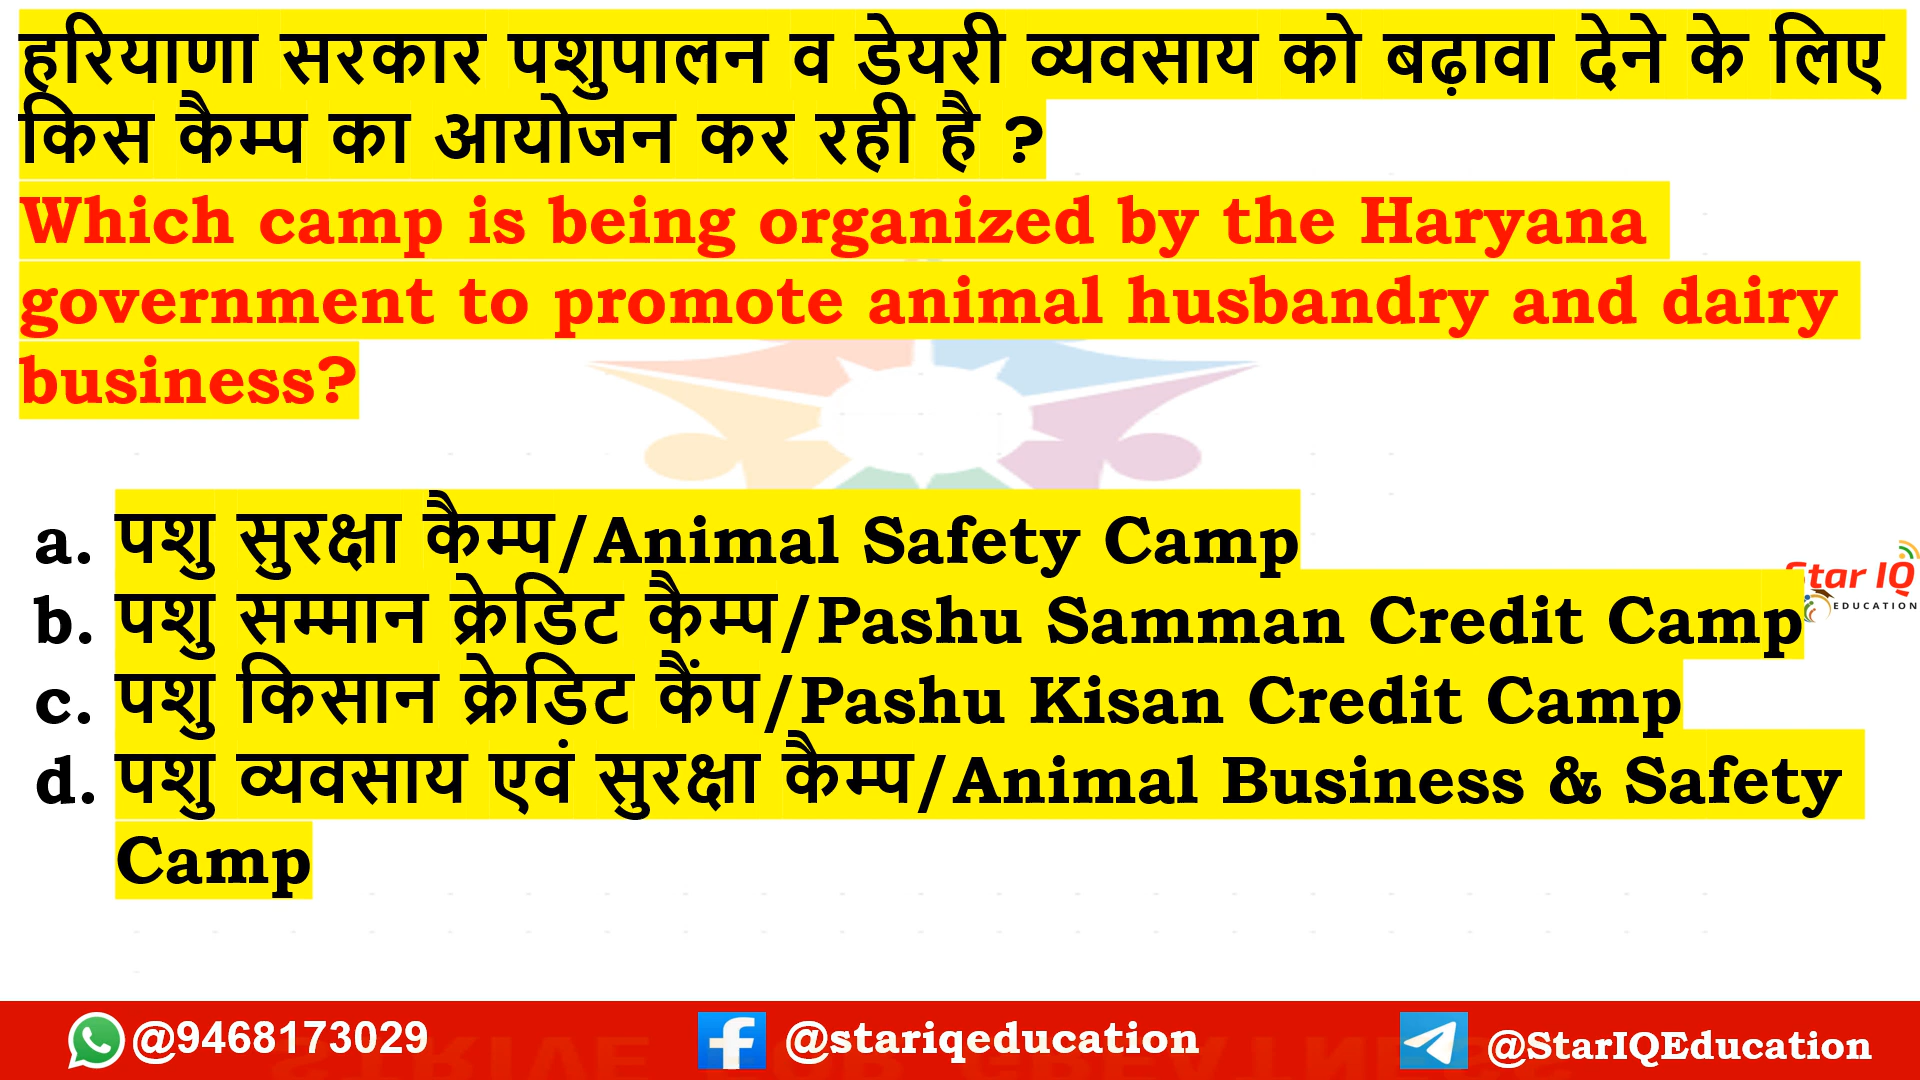 हरियाणा सरकार पशुपालन व डेयरी व्यवसाय को बढ़ावा देने के लिए
किस कैम्प का आयोजन कर रही है ?
Which camp is being organized by the Haryana
government to promote animal husbandry and dairy
business?
a. पशु सुरक्षा कैम्प/Animal Safety Camp
Star IQ
EDUCATION
b. पशु सम्मान क्रेडिट कैम्प/Pashu Samman Credit Camp
c. पशु किसान क्रेडिट कैंप/Pashu Kisan Credit Camp
d. पशु व्यवसाय एवं सुरक्षा कैम्प/Animal Business & Safety
Camp
@9468173029
@stariqeducation
@StarIQEducation